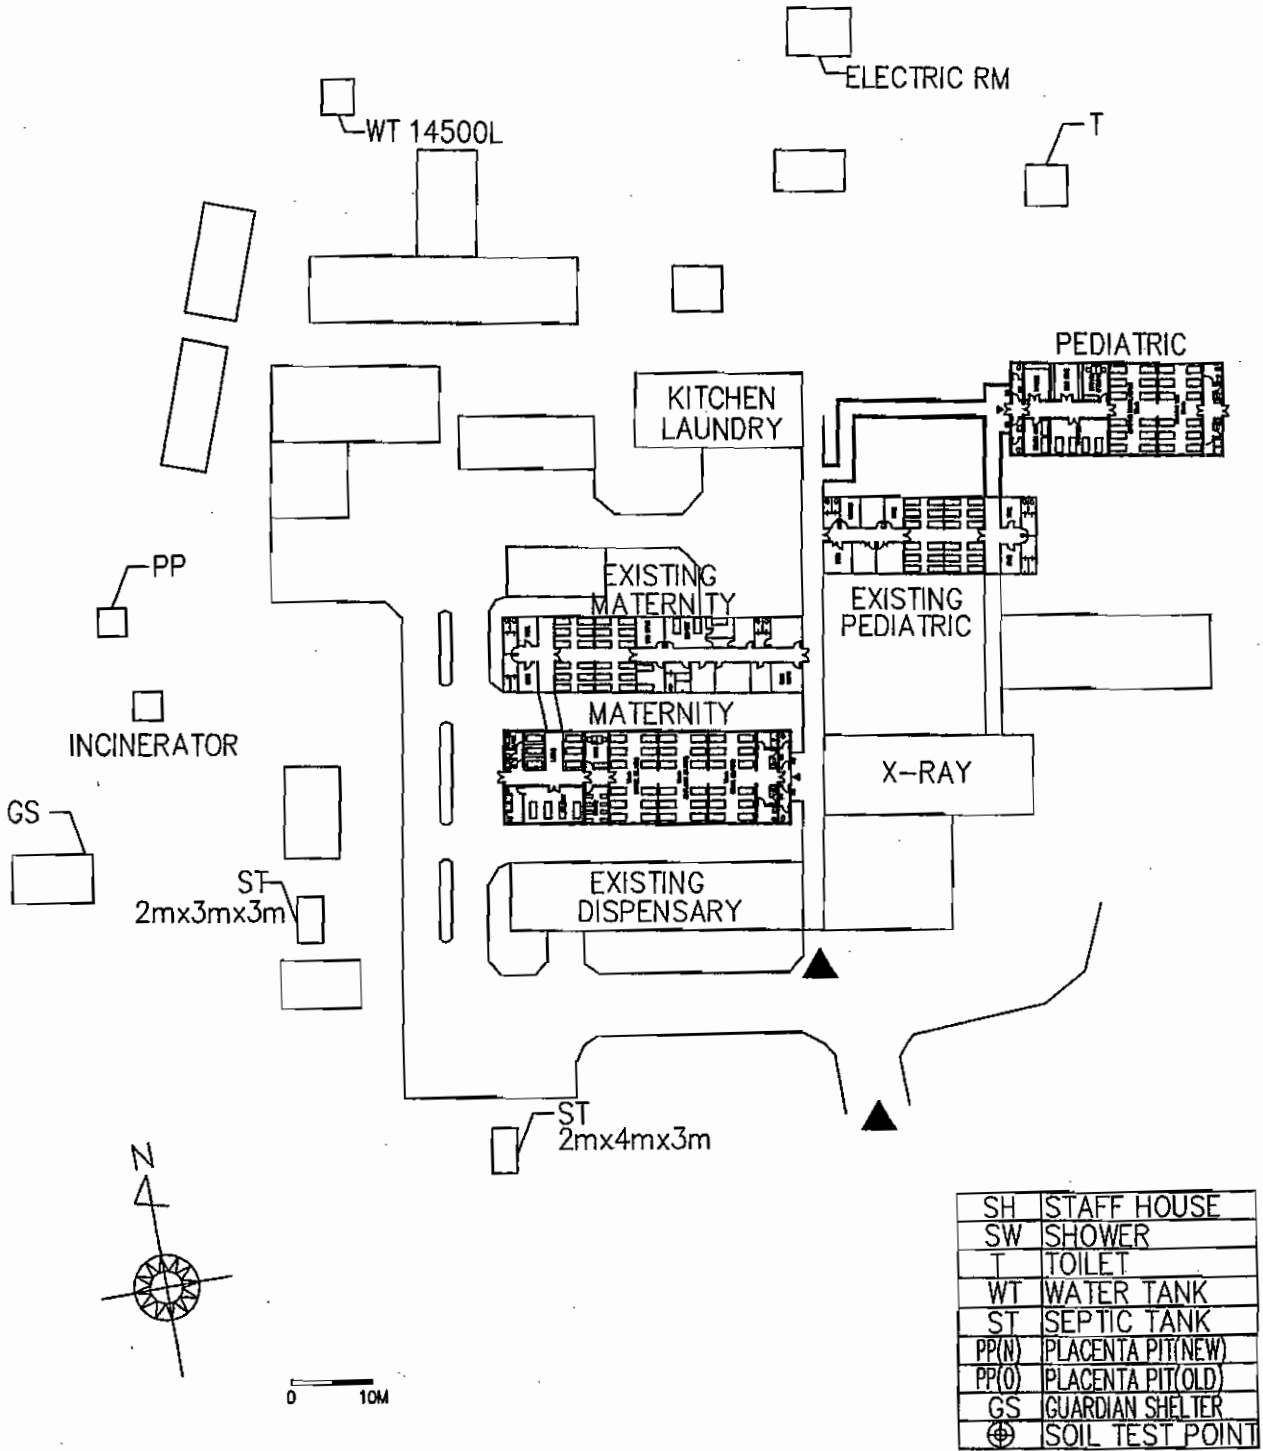 ELECTRIC RM
WT 14500L
T
PEDIATRIC
KITCHEN
LAUNDRY
PP
EXISTING
MATERNITY
EXISTING
PEDIATRIC
MATERNITY
INCINERATOR
X-RAY
GS
ST
2mx3mx3m
EXISTING
DISPENSARY
ST
2mx4mx3m
N
0 10M
SH STAFF HOUSE
SW SHOWER
T TOILET
WT WATER TANK
ST SEPTIC TANK
PP(N) PLACENTA PIT(NEW)
PP(O) PLACENTA PIT(OLD)
GS GUARDIAN SHELTER
SOIL TEST POINT